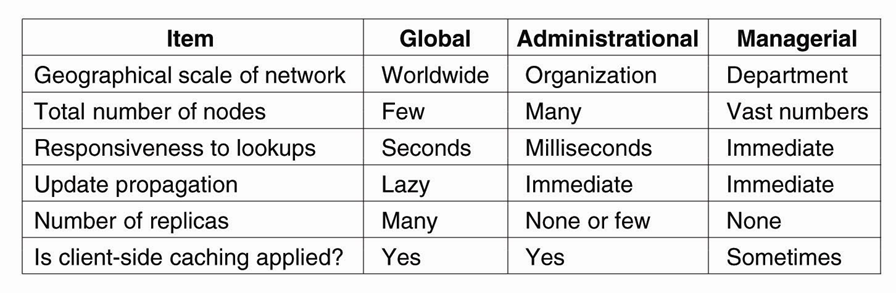 Item Global Administrational Managerial
Geographical scale of network Worldwide Organization Department
Total number of nodes Few Many Vast numbers
Responsiveness to lookups Seconds Milliseconds Immediate
Update propagation Lazy Immediate Immediate
Number of replicas Many None or few None
Is client-side caching applied? Yes Yes Sometimes